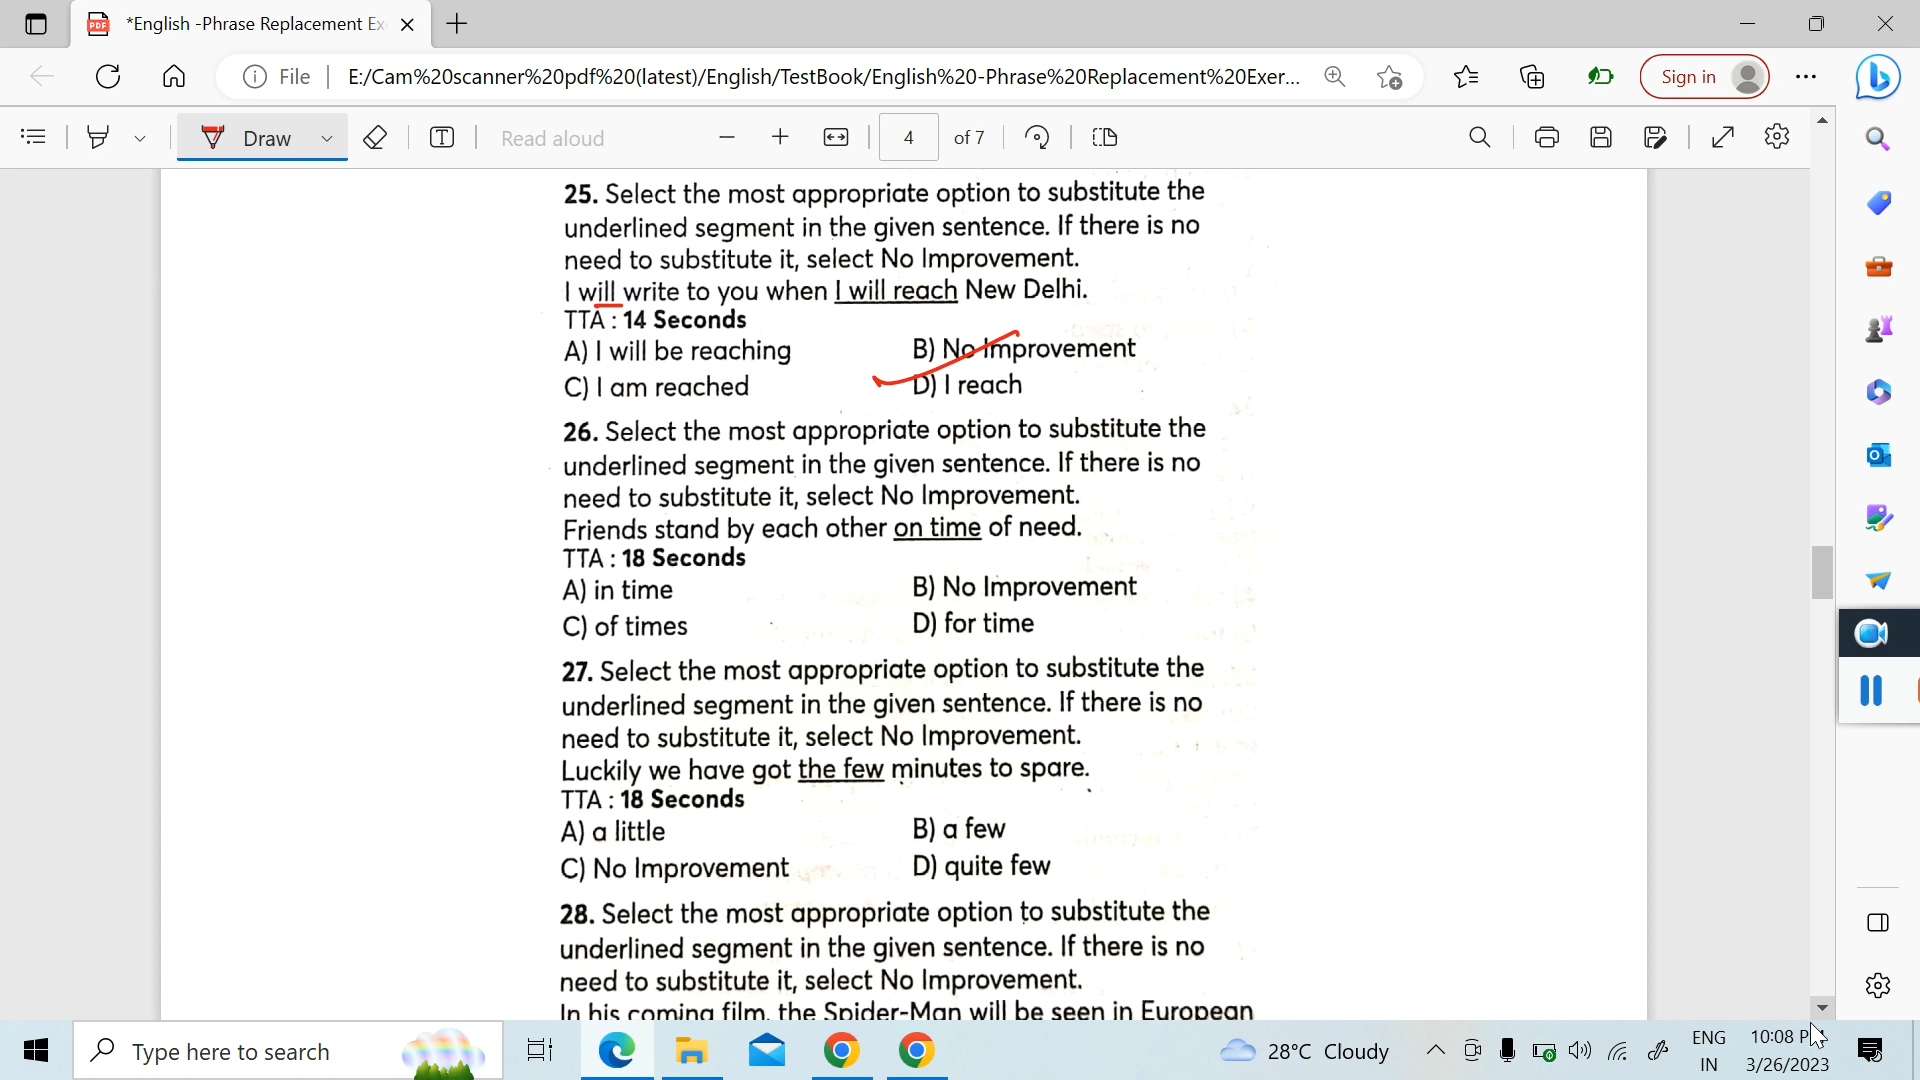 *English -Phrase Replacement Ex
File
E:/Cam%20scanner%20pdf%20(latest)/English/TestBook/English%20-Phrase%20Replacement%20Exer...
Sign in
Draw
Read aloud
4 of 7
25. Select the most appropriate option to substitute the
underlined segment in the given sentence. If there is no
need to substitute it, select No Improvement.
I will write to you when I will reach New Delhi.
TTA : 14 Seconds
A) I will be reaching B) No Improvement
C) I am reached D) I reach
26. Select the most appropriate option to substitute the
underlined segment in the given sentence. If there is no
need to substitute it, select No Improvement.
Friends stand by each other on time of need.
TTA : 18 Seconds
A) in time B) No Improvement
C) of times D) for time
27. Select the most appropriate option to substitute the
underlined segment in the given sentence. If there is no
need to substitute it, select No Improvement.
Luckily we have got the few minutes to spare.
TTA : 18 Seconds
A) a little B) a few
C) No Improvement D) quite few
28. Select the most appropriate option to substitute the
underlined segment in the given sentence. If there is no
need to substitute it, select No Improvement.
In his coming film, the Spider-Man will be seen in European
Type here to search
28°C Cloudy
ENG
IN
10:08 PM
3/26/2023